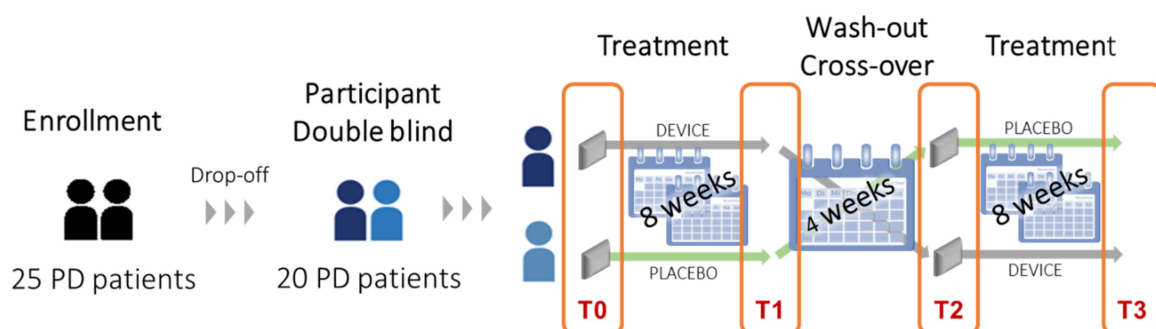 Enrollment
Drop-off
25 PD patients
Participant
Double blind
20 PD patients
Treatment
Wash-out
Cross-over
Treatment
DEVICE
PLACEBO
8 weeks
4 weeks
8 weeks
PLACEBO
DEVICE
T0
T1
T2
T3